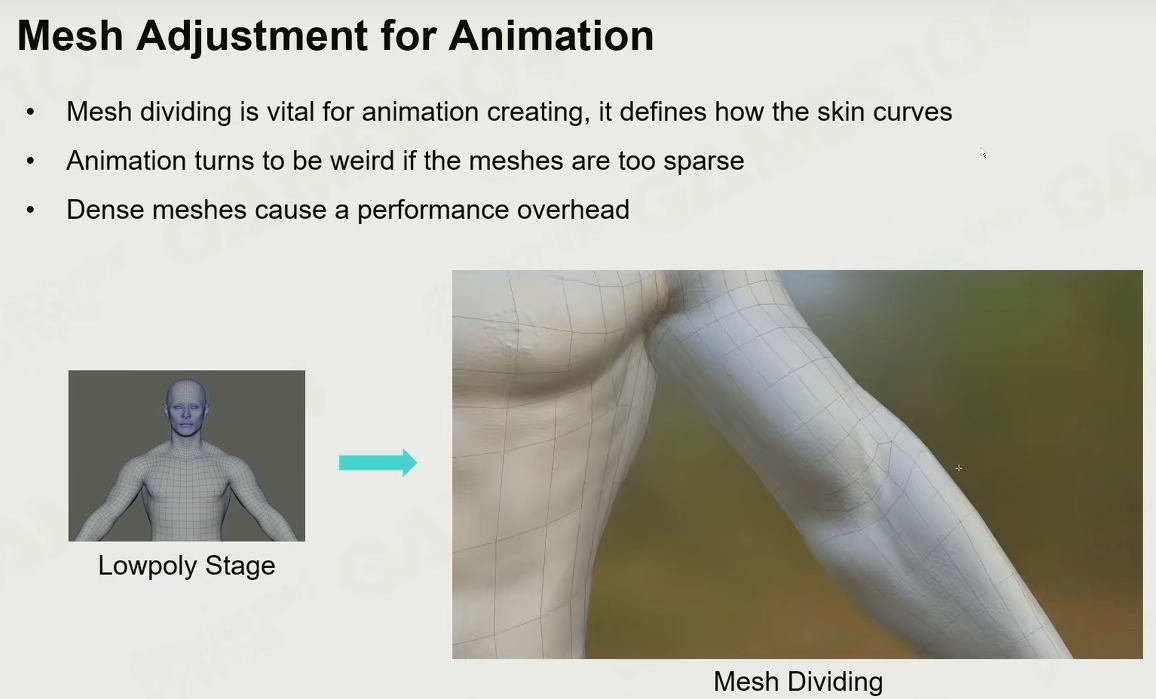 Mesh Adjustment for Animation
• Mesh dividing is vital for animation creating, it defines how the skin curves
• Animation turns to be weird if the meshes are too sparse
• Dense meshes cause a performance overhead
Lowpoly Stage
Mesh Dividing